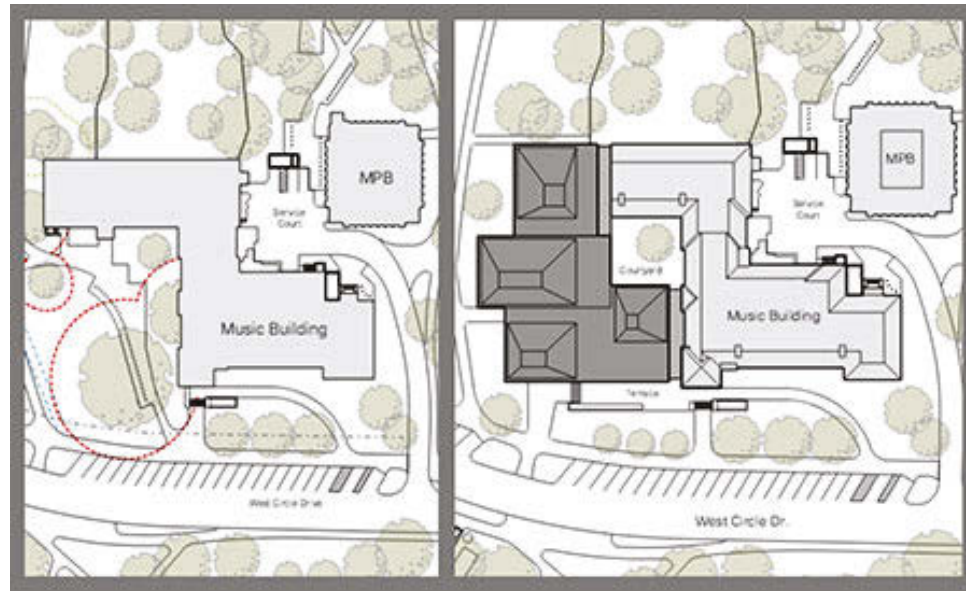 MPB
Service
Court
Music Building
West Circle Drive
MPB
Service
Court
Courtyard
Music Building
Terrace
West Circle Dr.